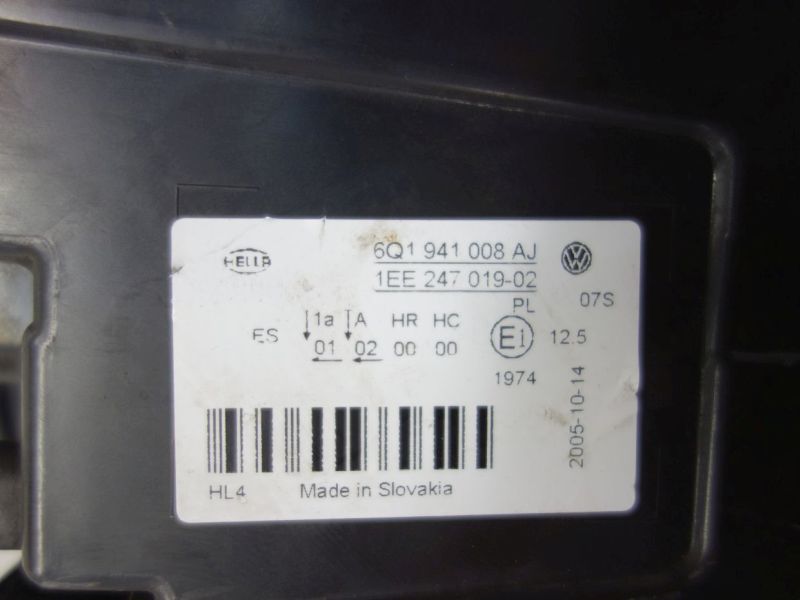 HELLA
6Q1 941 008 AJ
1EE 247 019-02
PL
07S
ES
1a A HR HC
01 02 00 00
E1
12.5
1974
2005-10-14
HL4
Made in Slovakia